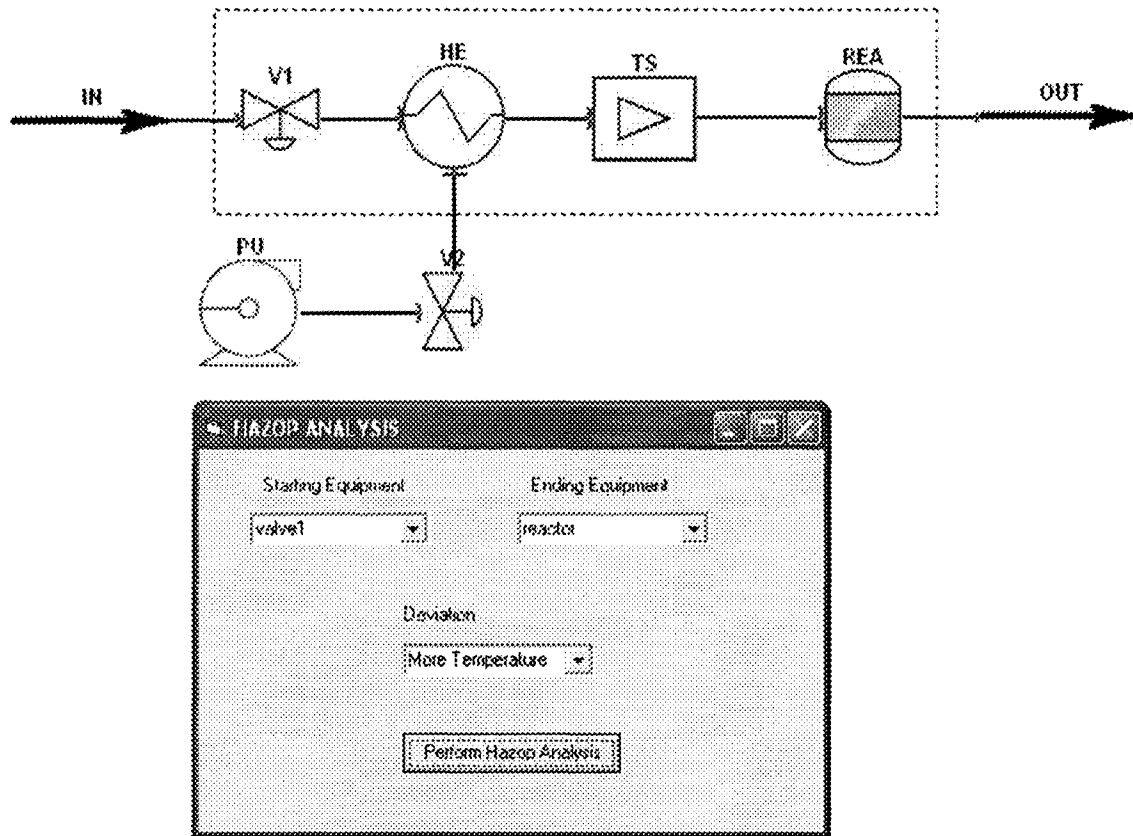 HE
V1
TS
REA
IN
OUT
PU
V2
HAZOP ANALYSIS
Starting Equipment
Ending Equipment
valve1
reactor
Deviation
More Temperature
Perform Hazop Analysis